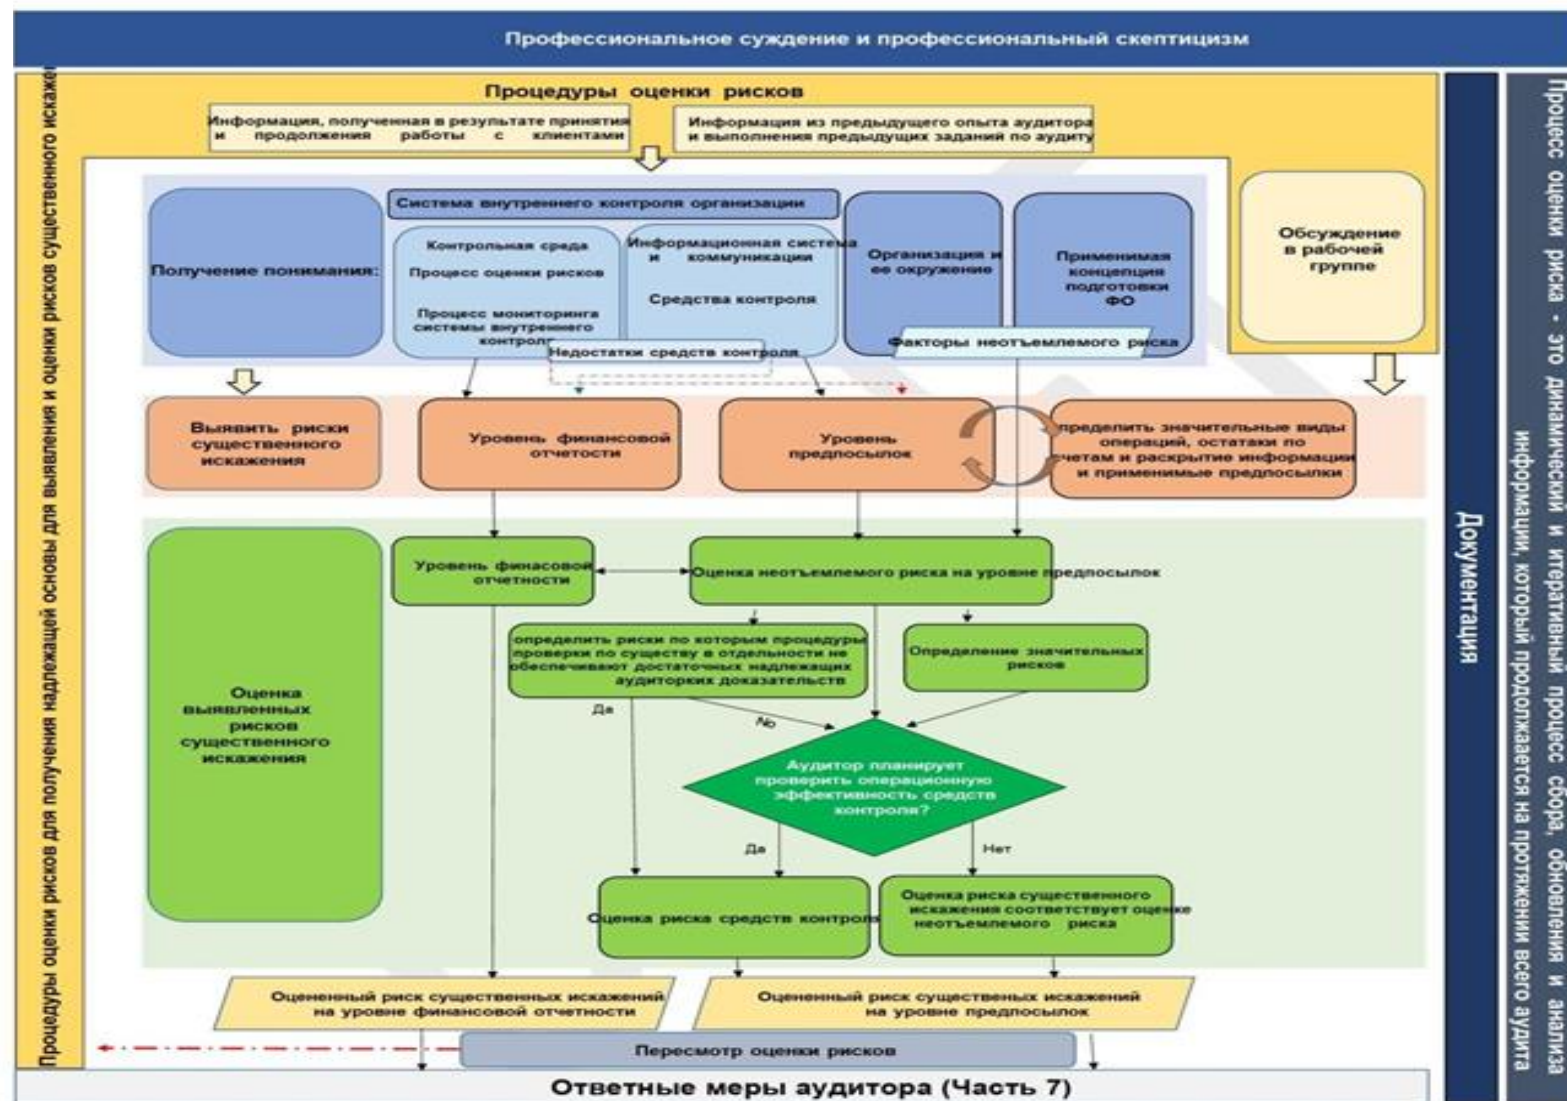 Профессиональное суждение и профессиональный скептицизм
Процедуры оценки рисков для получения надлежащей основы для выявления и оценки рисков существенного искаже
Процедуры оценки рисков
Информация, полученная в результате принятия
и продолжения работы с клиентами
Информация из предыдущего опыта аудитора
и выполнения предыдущих заданий по аудиту
Получение понимания:
Система внутреннего контроля организации
Контрольная среда
Процесс оценки рисков
Процесс мониторинга
системы внутреннего
контроля
Информационная система
и коммуникации
Средства контроля
Недостатки средств контроля
Организация и
ее окружение
Применимая
концепция
подготовки
ФО
Факторы неотъемлемого риска
Обсуждение
в рабочей
группе
Выявить риски
существенного
искажения
Уровень финансовой
отчетости
Уровень
предпосылок
пределить значительные виды
операций, остатаки по
счетам и раскрытие информации
и применимые предпосылки
Оценка
выявленных
рисков
существенного
искажения
Уровень финасовой
отчетности
Оценка неотъемлемого риска на уровне предпосылок
определить риски по которым процедуры
проверки по существу в отдельности не
обеспечивают достаточных надлежащих
аудиторких доказательств
Определение значительных
рисков
Да
No
Аудитор планирует
проверить операционную
эффективность средств
контроля?
Да
Нет
Оценка риска средств контроля
Оценка риска существенного
искажения соответствует оценке
неотъемлемого риска
Оцененный риск существенных искажений
на уровне финансовой отчетности
Оцененный риск существеных искажений
на уровне предпосылок
Пересмотр оценки рисков
Ответные меры аудитора (Часть 7)
Документация
Процесс оценки риска - это динамический и итеративный процесс сбора, обновления и анализа
информации, который продолжаается на протяжении всего аудита